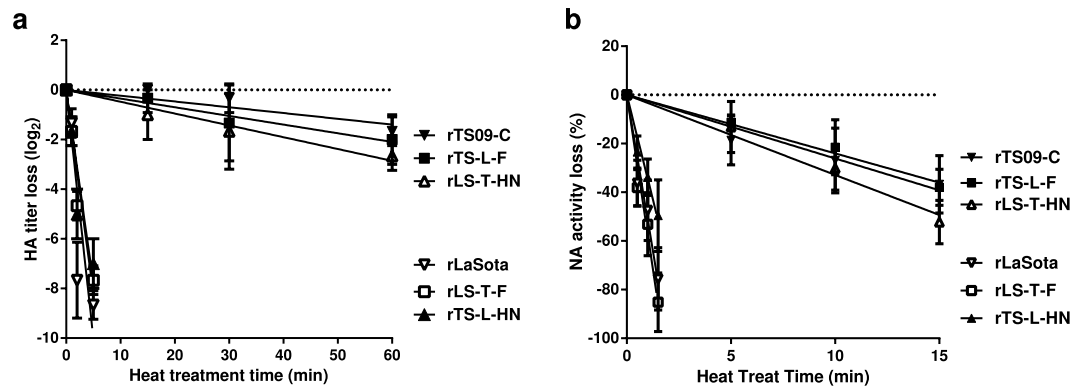 a
HA titer loss (log2)
2
0
-2
-4
-6
-8
-10
0 10 20 30 40 50 60
Heat treatment time (min)
rTS09-C
rTS-L-F
rLS-T-HN
rLaSota
rLS-T-F
rTS-L-HN
b
NA activity loss (%)
20
0
-20
-40
-60
-80
-100
0 5 10 15
Heat Treat Time (min)
rTS09-C
rTS-L-F
rLS-T-HN
rLaSota
rLS-T-F
rTS-L-HN